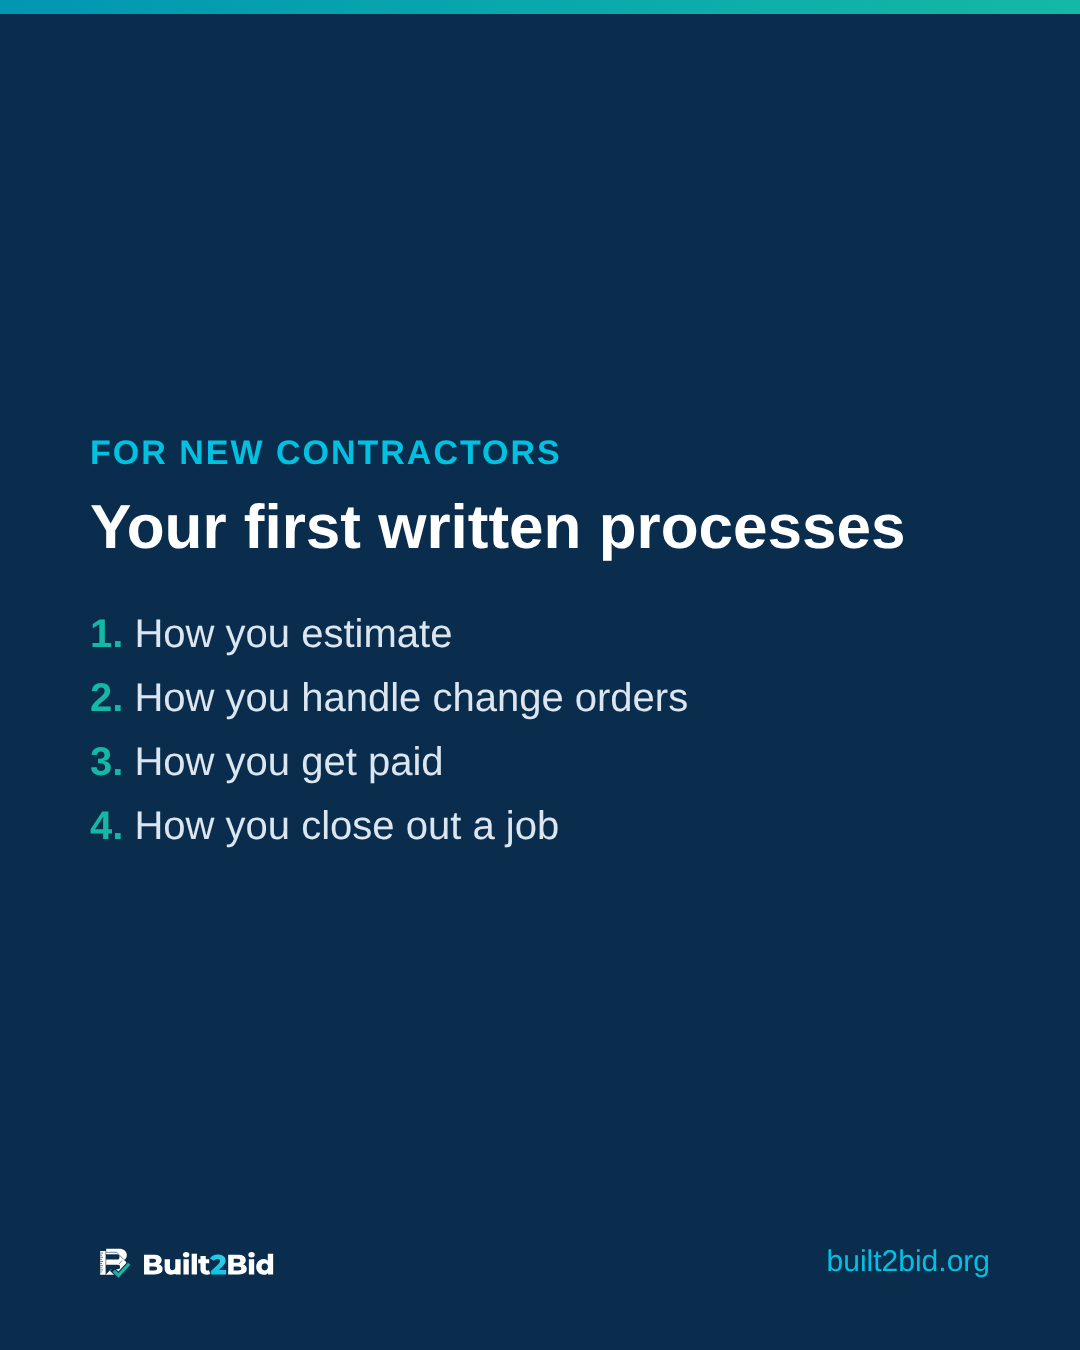 FOR NEW CONTRACTORS
Your first written processes
1. How you estimate
2. How you handle change orders
3. How you get paid
4. How you close out a job
Built2Bid
built2bid.org